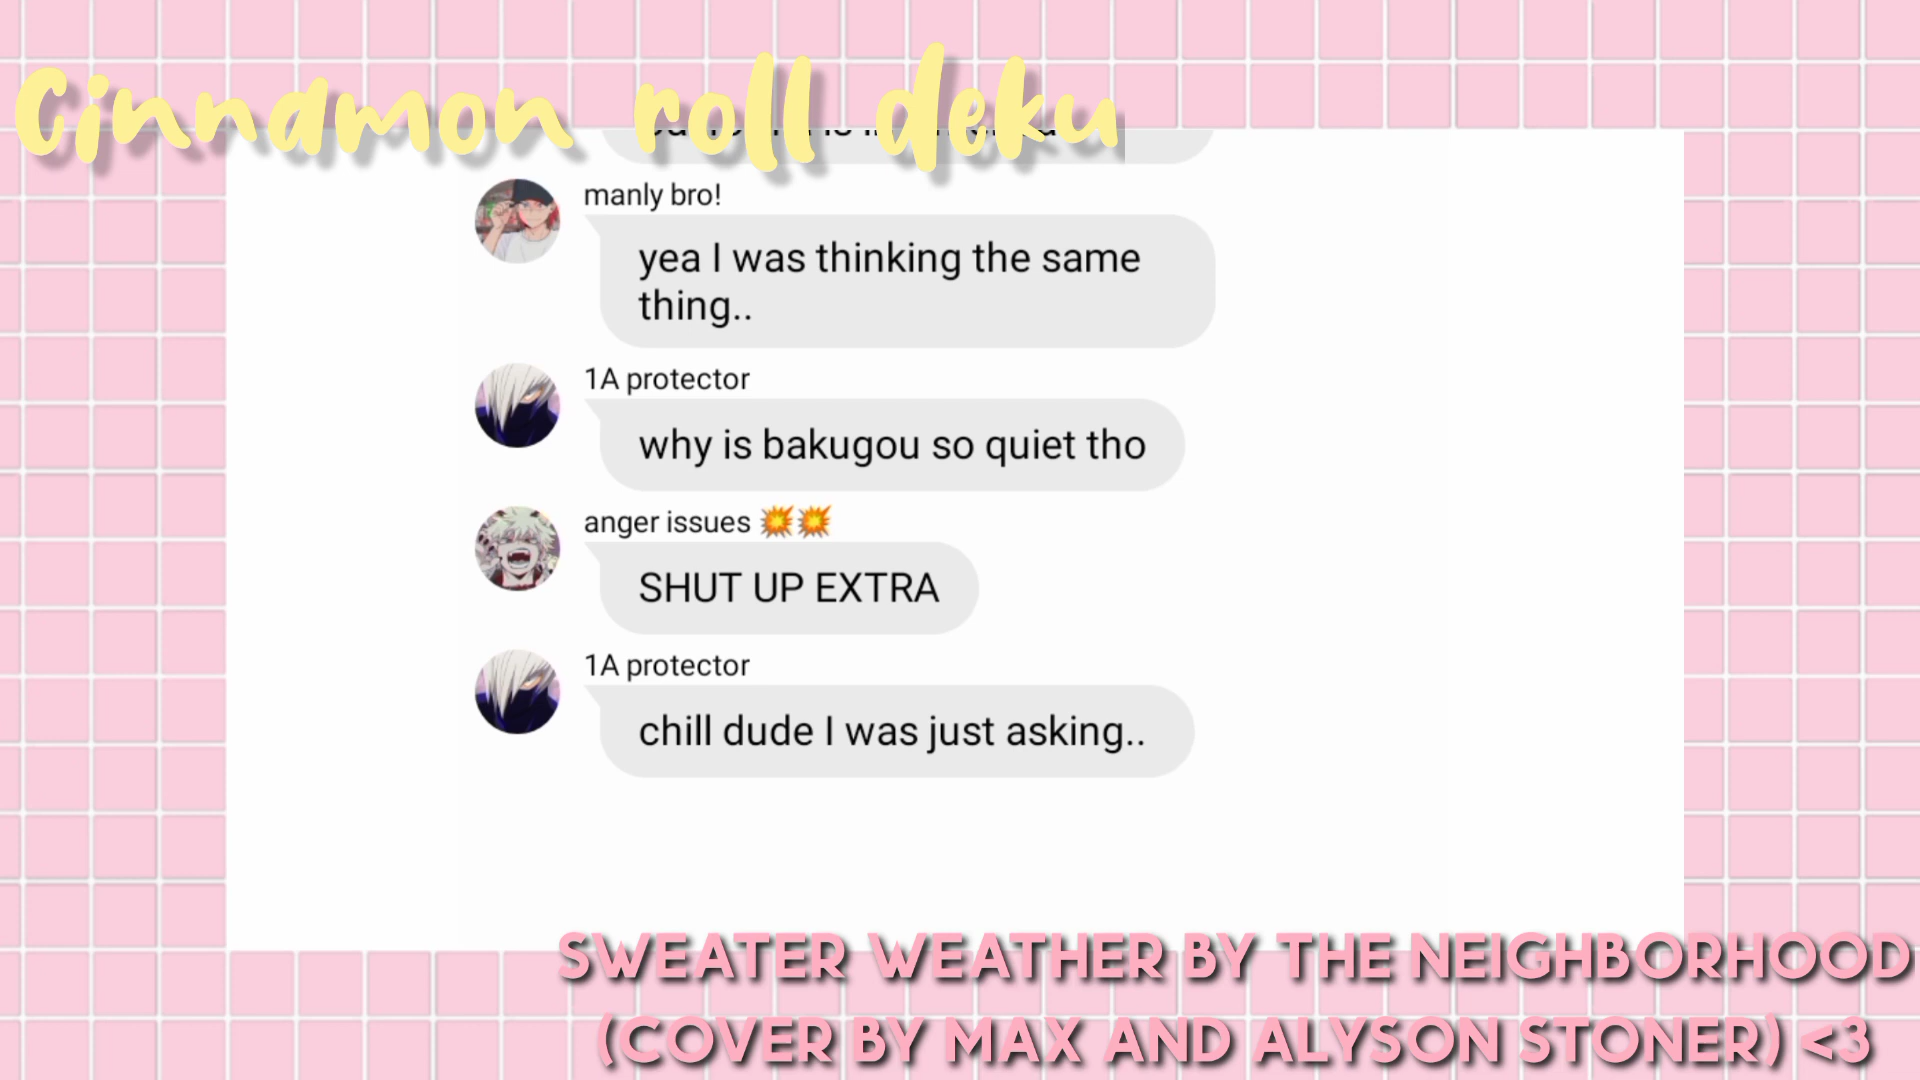 Cinnamon roll deku
manly bro!
yea I was thinking the same
thing..
1A protector
why is bakugou so quiet tho
anger issues 💥💥
SHUT UP EXTRA
1A protector
chill dude I was just asking..
SWEATER WEATHER BY THE NEIGHBORHOOD
(COVER BY MAX AND ALYSON STONER) <3